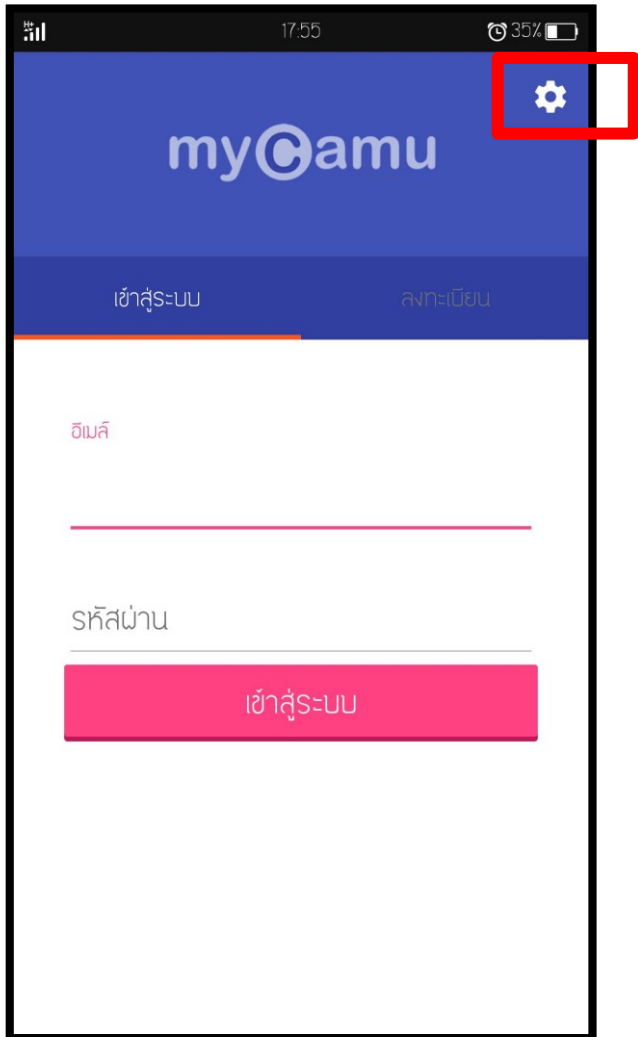 H+
17:55
35%
myCamu
เข้าสู่ระบบ
ลงทะเบียน
อีเมล์
รหัสผ่าน
เข้าสู่ระบบ